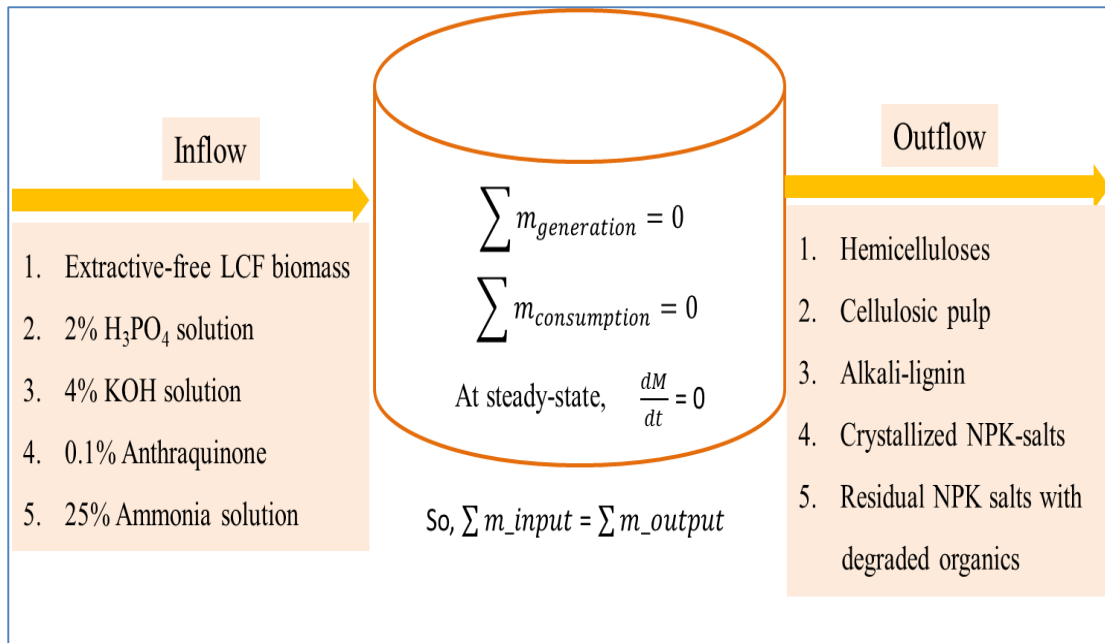 Inflow
1. Extractive-free LCF biomass
2. 2% H₃PO₄ solution
3. 4% KOH solution
4. 0.1% Anthraquinone
5. 25% Ammonia solution
∑ m_generation = 0
∑ m_consumption = 0
At steady-state, dM/dt = 0
So, ∑ m_input = ∑ m_output
Outflow
1. Hemicelluloses
2. Cellulosic pulp
3. Alkali-lignin
4. Crystallized NPK-salts
5. Residual NPK salts with
degraded organics